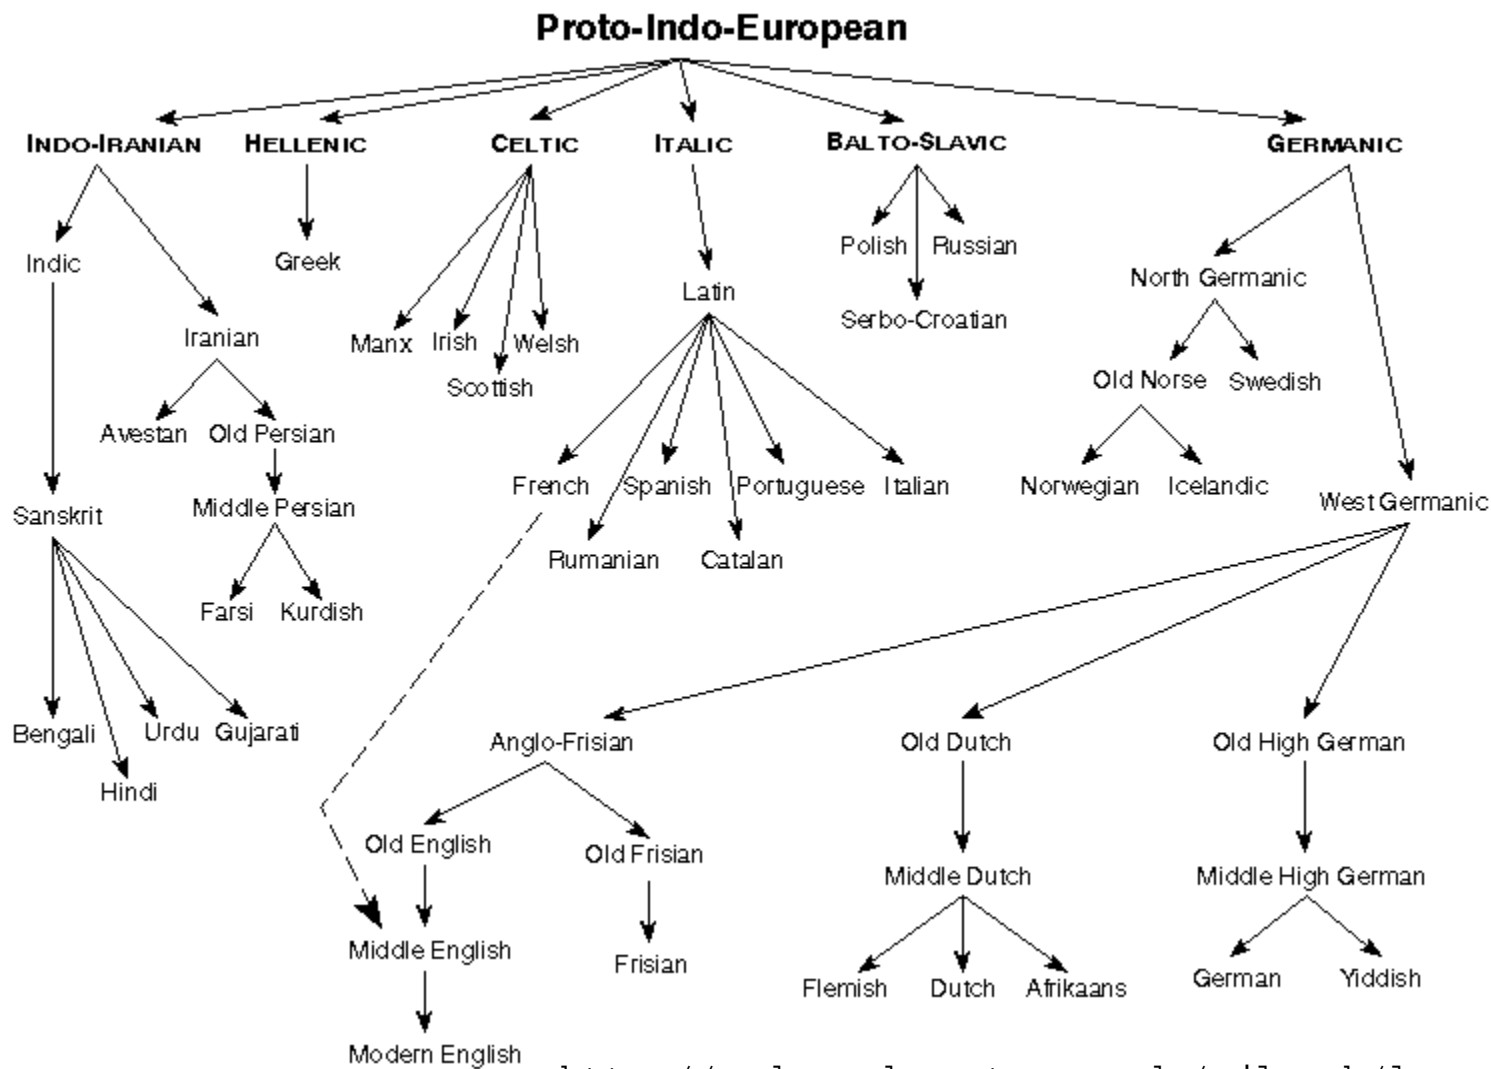 Proto-Indo-European
INDO-IRANIAN HELLENIC CELTIC ITALIC BALTO-SLAVIC GERMANIC
Polish Russian
Indic Greek
North Germanic
Latin
Serbo-Croatian
Iranian
Manx Irish Welsh
Scottish
Old Norse Swedish
Avestan Old Persian
French Spanish Portuguese Italian
Norwegian Icelandic
West Germanic
Middle Persian
Sanskrit
Rumanian Catalan
Farsi Kurdish
Bengali Urdu Gujarati
Hindi
Anglo-Frisian Old Dutch Old High German
Old English Old Frisian
Middle Dutch Middle High German
Middle English
Frisian
German Yiddish
Flemish Dutch Afrikaans
Modern English